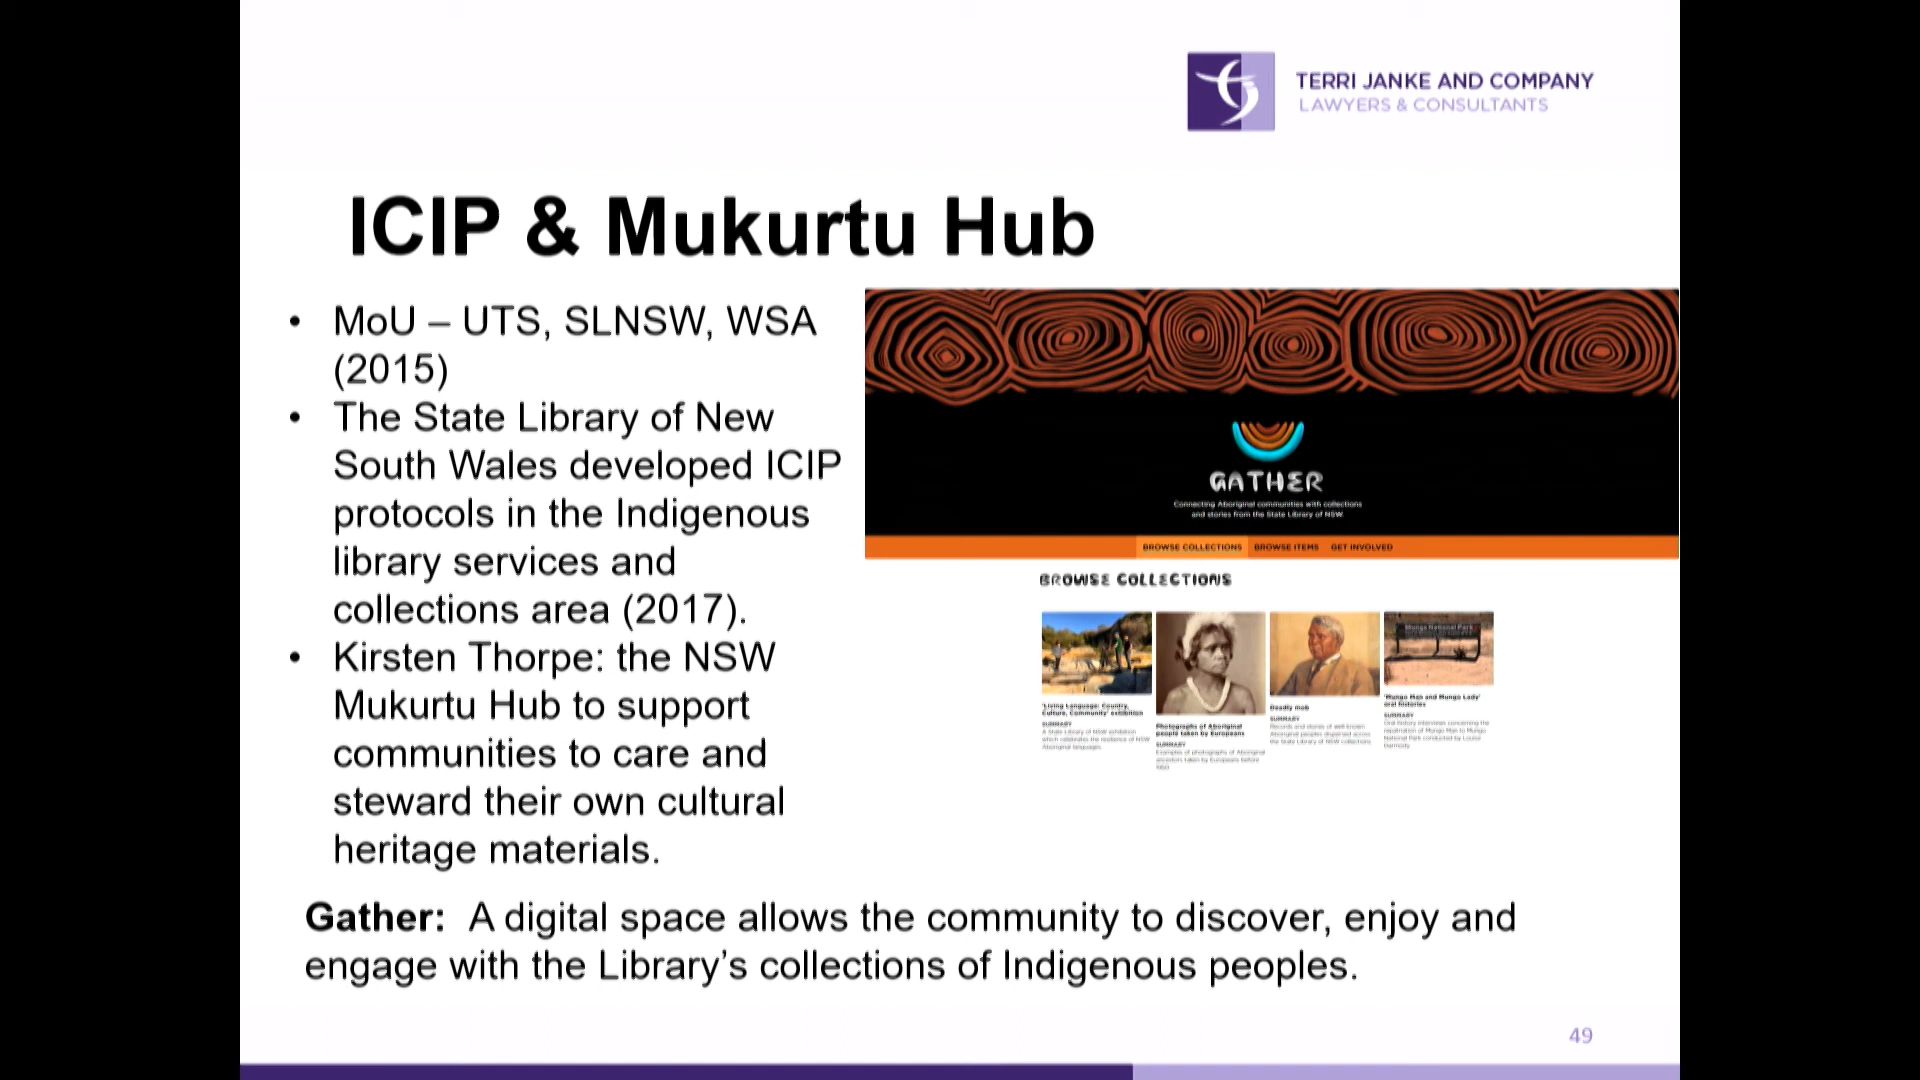 TERRI JANKE AND COMPANY
LAWYERS & CONSULTANTS
ICIP & Mukurtu Hub
• MoU – UTS, SLNSW, WSA
(2015)
• The State Library of New
South Wales developed ICIP
protocols in the Indigenous
library services and
collections area (2017).
• Kirsten Thorpe: the NSW
Mukurtu Hub to support
communities to care and
steward their own cultural
heritage materials.
GATHER
Connecting Aboriginal communities with collections
and stories from the State Library of NSW
BROWSE COLLECTIONS BROWSE ITEMS GET INVOLVED
BROWSE COLLECTIONS
Mungo National Park
'Living Language: Country,
Culture, Community' exhibition
SUMMARY
A State Library of NSW exhibition
which celebrates the resilience of NSW
Aboriginal languages
Photographs of Aboriginal
people taken by Europeans
SUMMARY
Examples of photographs of Aboriginal
ancestors taken by Europeans before
Deadly mob
SUMMARY
Records and stories of well known
Aboriginal peoples dispersed across
the State Library of NSW collections
'Mungo Man and Mungo Lady'
oral histories
SUMMARY
Oral history interviews concerning the
repatriation of Mungo Man to Mungo
National Park conducted by Louise
Darmody
Gather: A digital space allows the community to discover, enjoy and
engage with the Library’s collections of Indigenous peoples.
49